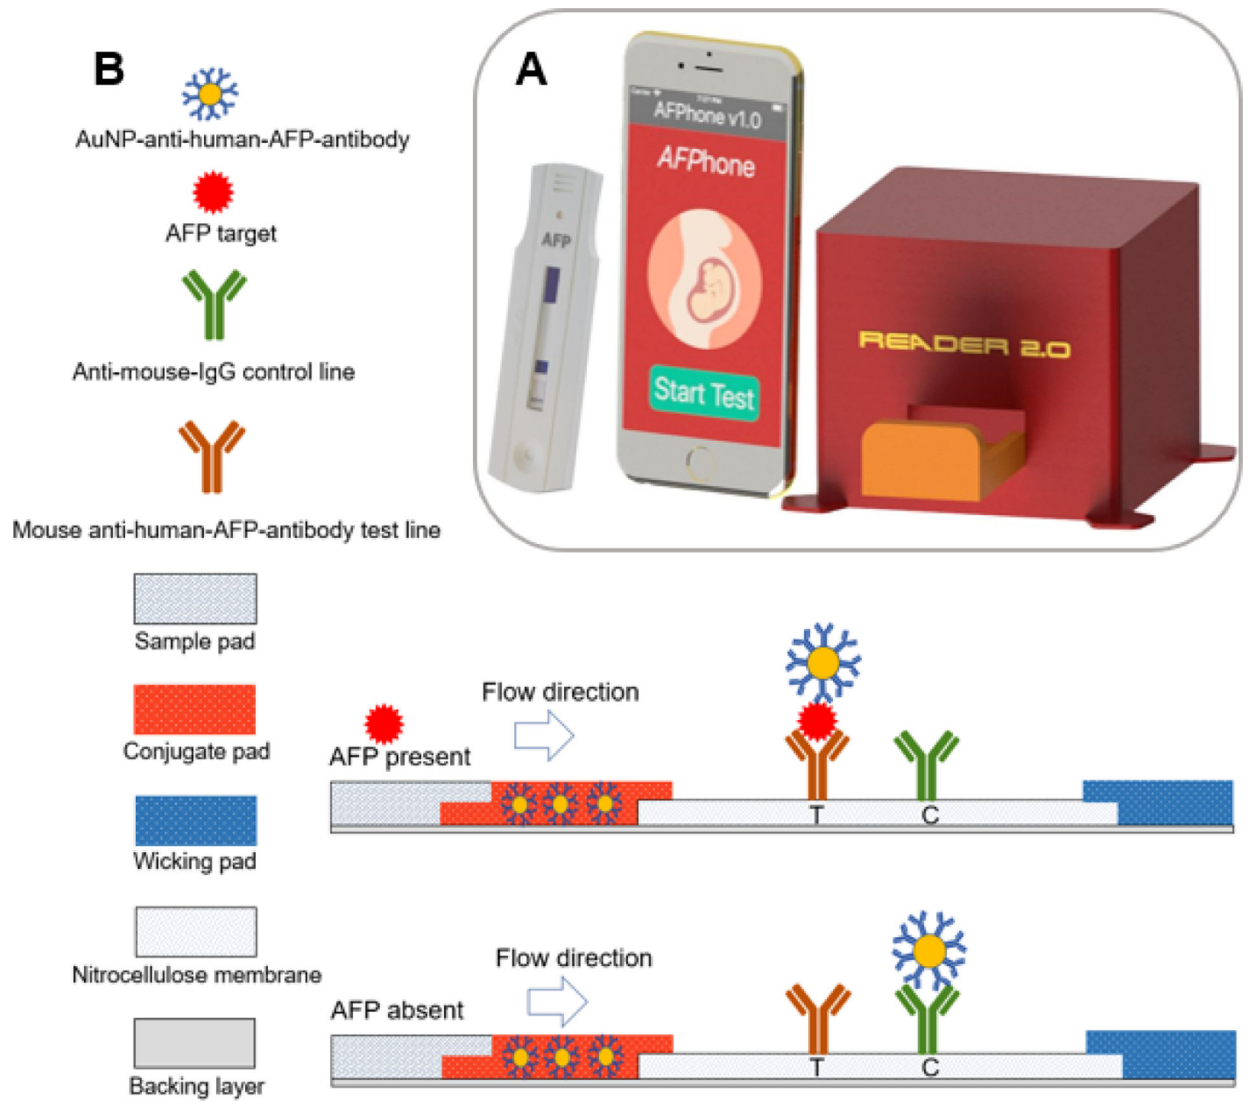 B
AuNP-anti-human-AFP-antibody
AFP target
Anti-mouse-IgG control line
Mouse anti-human-AFP-antibody test line
Sample pad
Conjugate pad
Wicking pad
Nitrocellulose membrane
Backing layer
A
AFP
AFPhone v1.0
AFPhone
Start Test
READER 2.0
Flow direction
AFP present
T C
Flow direction
AFP absent
T C